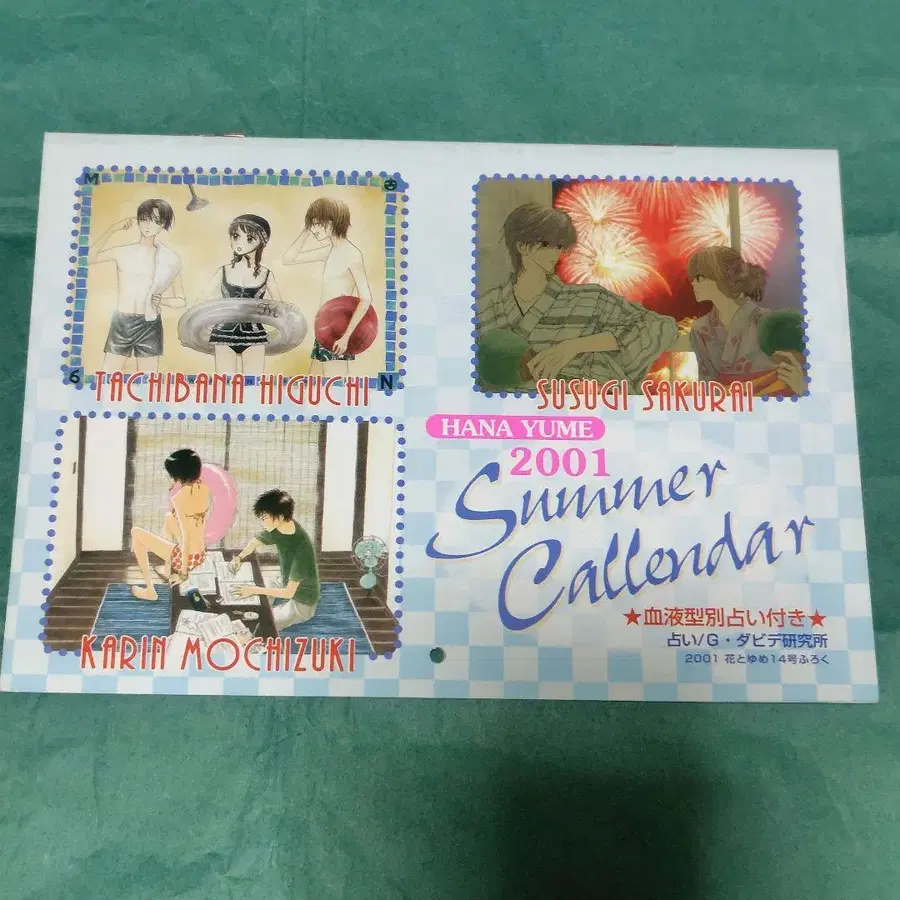 M
6 N
TACHIBANA HIGUCHI
SUSUGI SAKURAI
KARIN MOCHIZUKI
HANA YUME
2001
Summer
Callendar
★血液型別占い付き★
占い/G・ダビデ研究所
2001 花とゆめ14号ふろく